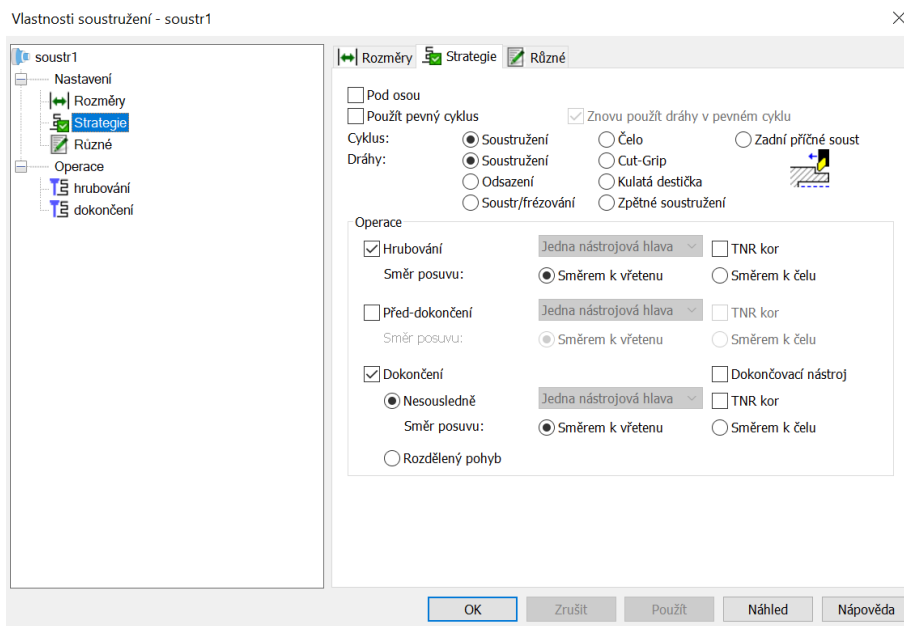 Vlastnosti soustružení - soustr1
soustr1
Nastavení
Rozměry
Strategie
Různé
Operace
hrubování
dokončení
Rozměry Strategie Různé
Pod osou
Použít pevný cyklus Znovu použít dráhy v pevném cyklu
Cyklus: Soustružení Čelo Zadní příčné soust
Dráhy: Soustružení Cut-Grip
Odsazení Kulatá destička
Soustr/frézování Zpětné soustružení
Operace
Hrubování Jedna nástrojová hlava TNR kor
Směr posuvu: Směrem k vřetenu Směrem k čelu
Před-dokončení Jedna nástrojová hlava TNR kor
Směr posuvu: Směrem k vřetenu Směrem k čelu
Dokončení Dokončovací nástroj
Nesousledně Jedna nástrojová hlava TNR kor
Směr posuvu: Směrem k vřetenu Směrem k čelu
Rozdělený pohyb
OK Zrušit Použít Náhled Nápověda